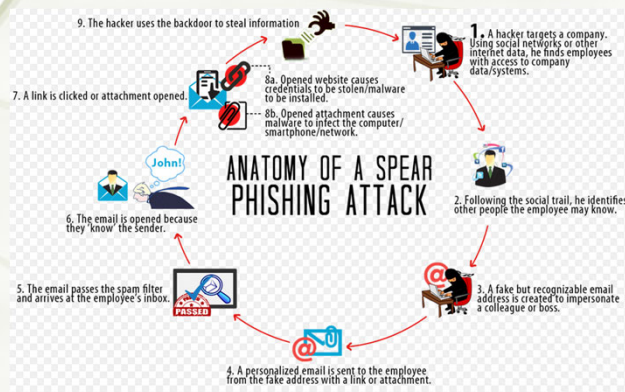 9. The hacker uses the backdoor to steal information
1. A hacker targets a company.
Using social networks or other
internet data, he finds employees
with access to company
data/systems.
8a. Opened website causes
credentials to be stolen/malware
to be installed.
7. A link is clicked or attachment opened.
8b. Opened attachment causes
malware to infect the computer/
smartphone/network.
John!
ANATOMY OF A SPEAR
PHISHING ATTACK
2. Following the social trail, he identifies
other people the employee may know.
6. The email is opened because
they 'know' the sender.
@
3. A fake but recognizable email
address is created to impersonate
a colleague or boss.
5. The email passes the spam filter
and arrives at the employee's inbox.
PASSED
@
4. A personalized email is sent to the employee
from the fake address with a link or attachment.